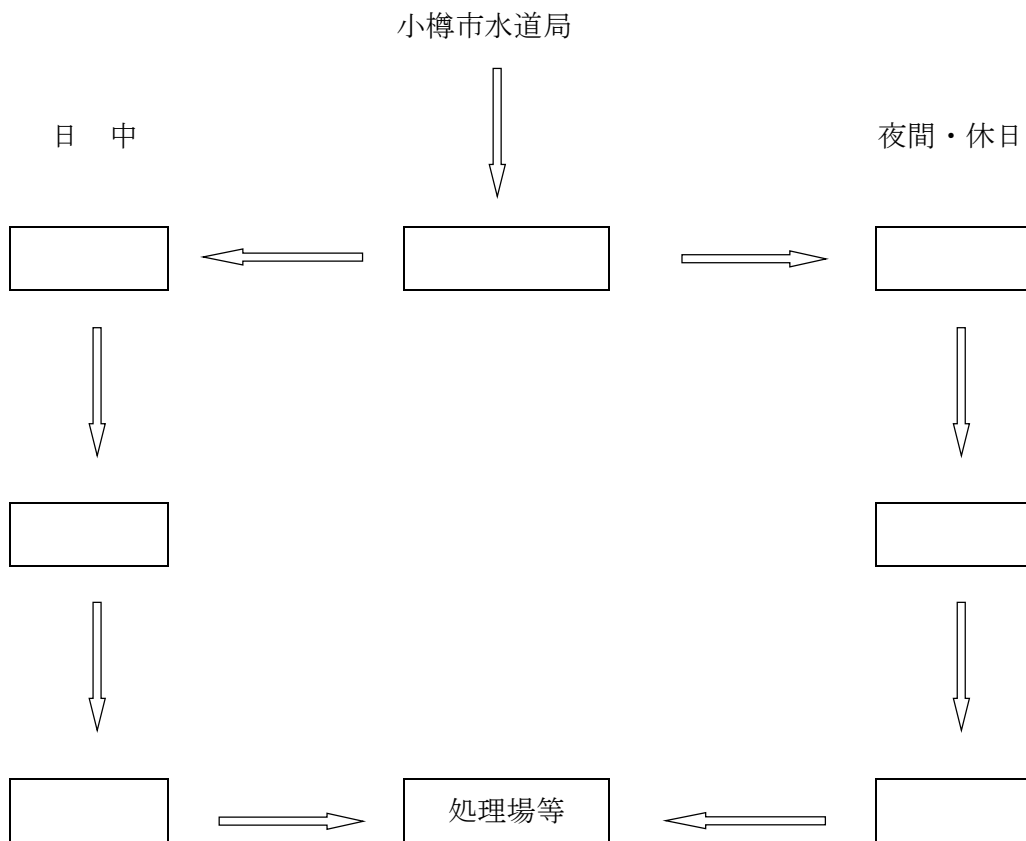 小樽市水道局
日　中
夜間・休日
処理場等